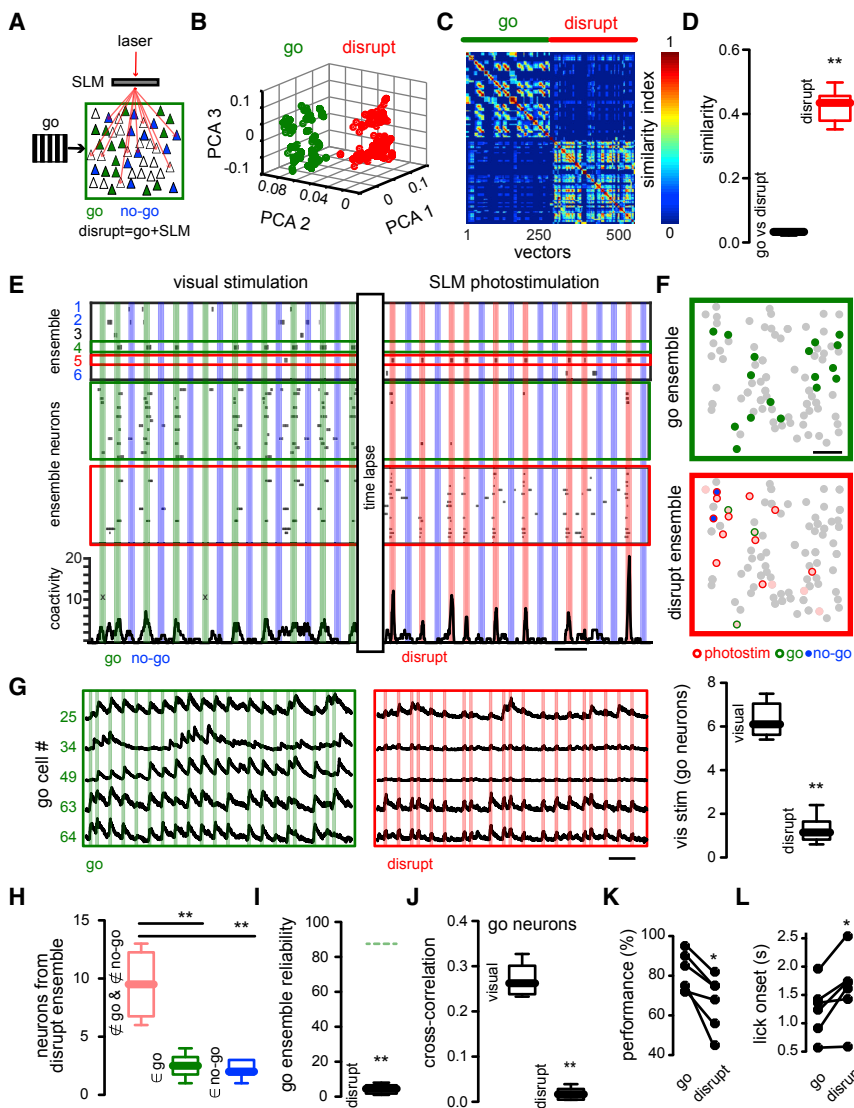 A
laser
SLM
go
go no-go
disrupt=go+SLM
B
go disrupt
PCA 3
0.1
0
-0.1
0.08
0.04
0
PCA 2
0
0.1
PCA 1
C
go disrupt
1 250 500
vectors
similarity index
1
0
D
similarity
0.6
0.4
0.2
0.0
go vs disrupt
disrupt
**
E
visual stimulation SLM photostimulation
ensemble
1
2
3
4
5
6
ensemble neurons
time lapse
coactivity
20
10
0
x x
go no-go disrupt
F
go ensemble
disrupt ensemble
photostim go no-go
G
go cell #
25
34
49
63
64
go
disrupt
vis stim (go neurons)
8
6
4
2
0
visual
disrupt
**
H
neurons from
disrupt ensemble
15
10
5
0
∉ go & ∉ no-go
∈ go
∈ no-go
**
**
I
go ensemble reliability
100
80
60
40
20
0
disrupt
**
J
go neurons
cross-correlation
0.4
0.3
0.2
0.1
0.0
visual
disrupt
**
K
performance (%)
100
80
60
40
go
disrupt
*
L
lick onset (s)
2.5
2.0
1.5
1.0
0.5
go
disrupt
*